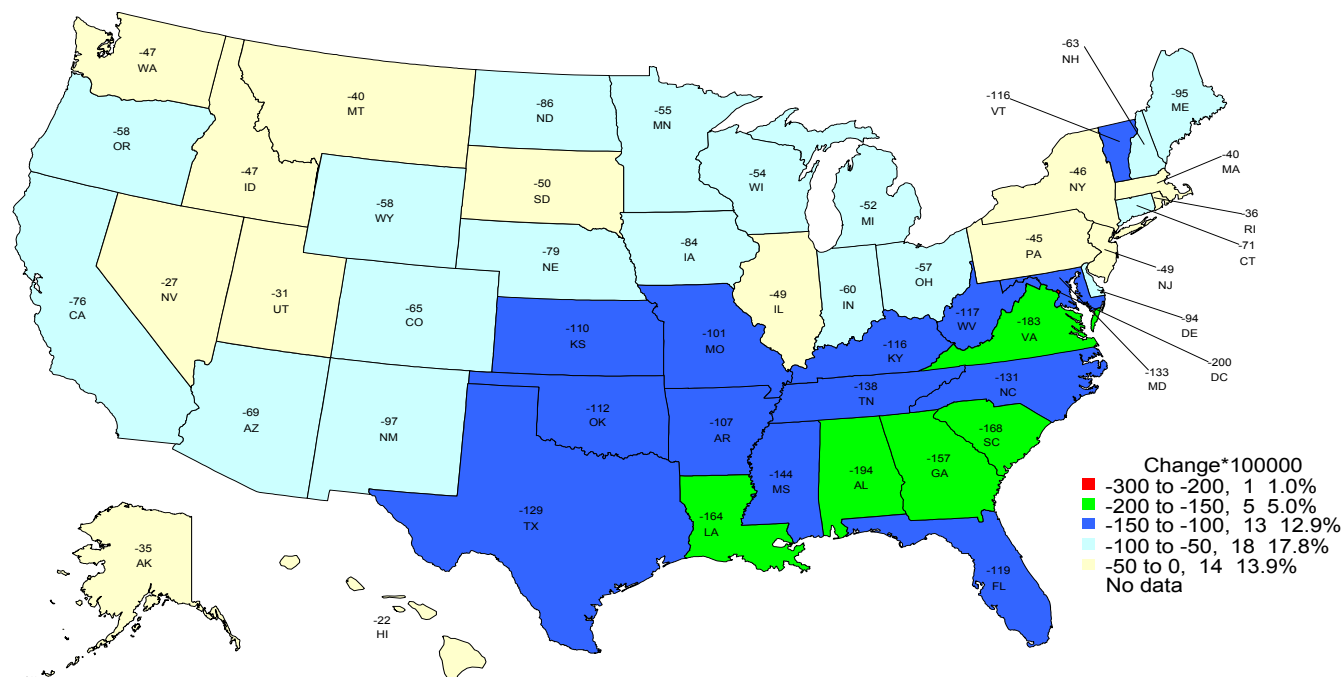 -47
WA
-40
MT
-86
ND
-55
MN
-63
NH
-116
VT
-95
ME
-58
OR
-47
ID
-58
WY
-50
SD
-54
WI
-52
MI
-46
NY
-40
MA
-36
RI
-71
CT
-76
CA
-27
NV
-31
UT
-65
CO
-79
NE
-84
IA
-49
IL
-60
IN
-57
OH
-45
PA
-49
NJ
-94
DE
-110
KS
-101
MO
-116
KY
-117
WV
-183
VA
-133
MD
-200
DC
-69
AZ
-97
NM
-112
OK
-107
AR
-138
TN
-131
NC
-129
TX
-164
LA
-144
MS
-194
AL
-157
GA
-168
SC
-119
FL
-35
AK
-22
HI
Change*100000
-300 to -200, 1 1.0%
-200 to -150, 5 5.0%
-150 to -100, 13 12.9%
-100 to -50, 18 17.8%
-50 to 0, 14 13.9%
No data